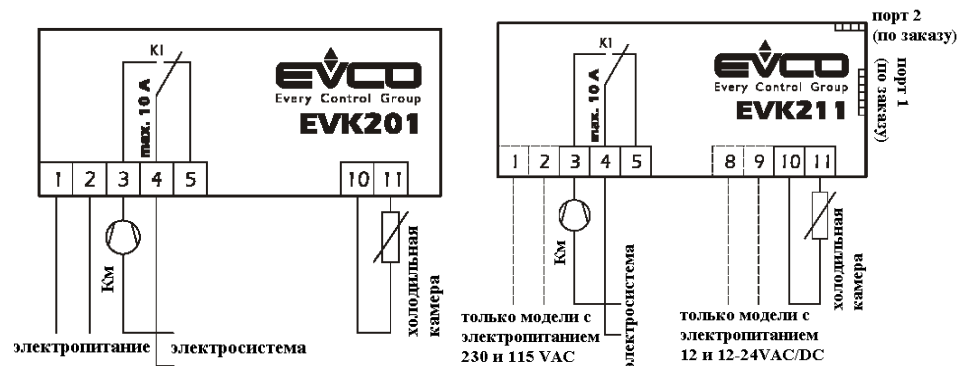 K1
max. 10 A
EVCO
Every Control Group
EVK201
1 2 3 4 5 10 11
Км
холодильная
камера
электропитание
электросистема
порт 2
(по заказу)
порт 1
(по заказу)
K1
max. 10 A
EVCO
Every Control Group
EVK211
1 2 3 4 5 8 9 10 11
Км
электросистема
холодильная
камера
только модели с
электропитанием
230 и 115 VAC
только модели с
электропитанием
12 и 12-24VAC/DC